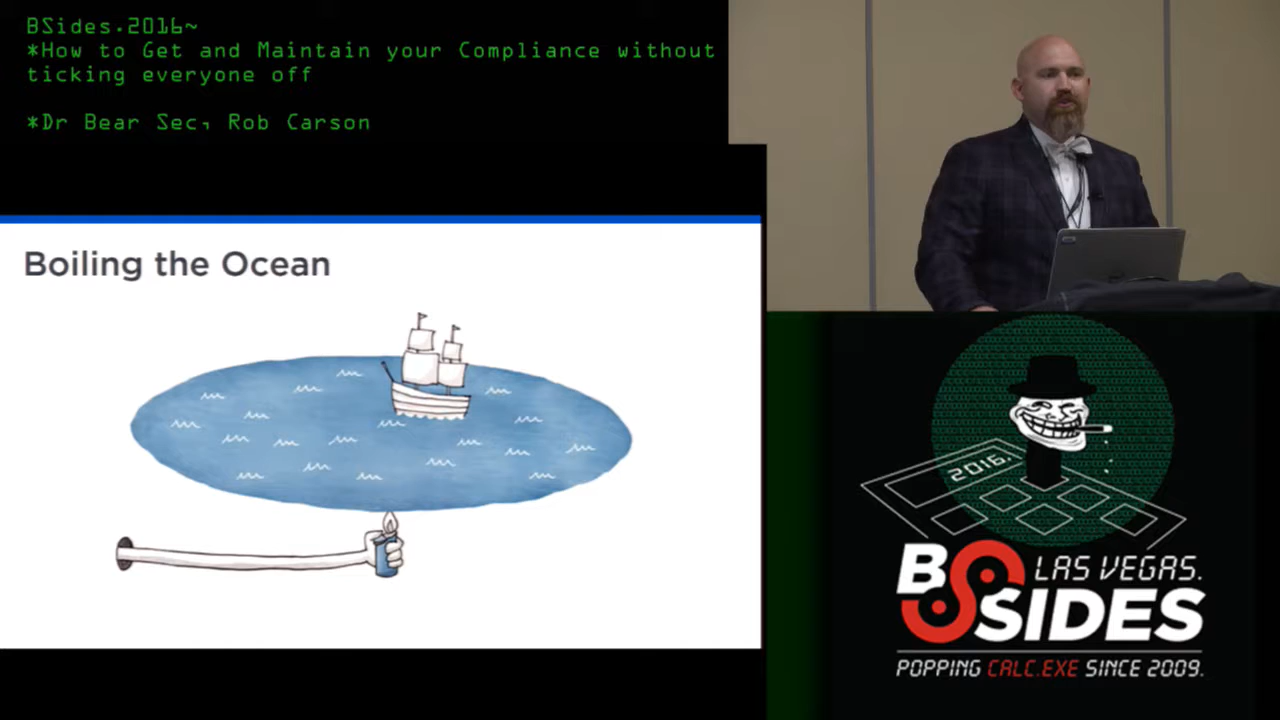 BSides.2016~
*How to Get and Maintain your Compliance without
ticking everyone off
*Dr Bear Sec, Rob Carson
Boiling the Ocean
2016.
BSIDES
LAS VEGAS.
POPPING CALC.EXE SINCE 2009.